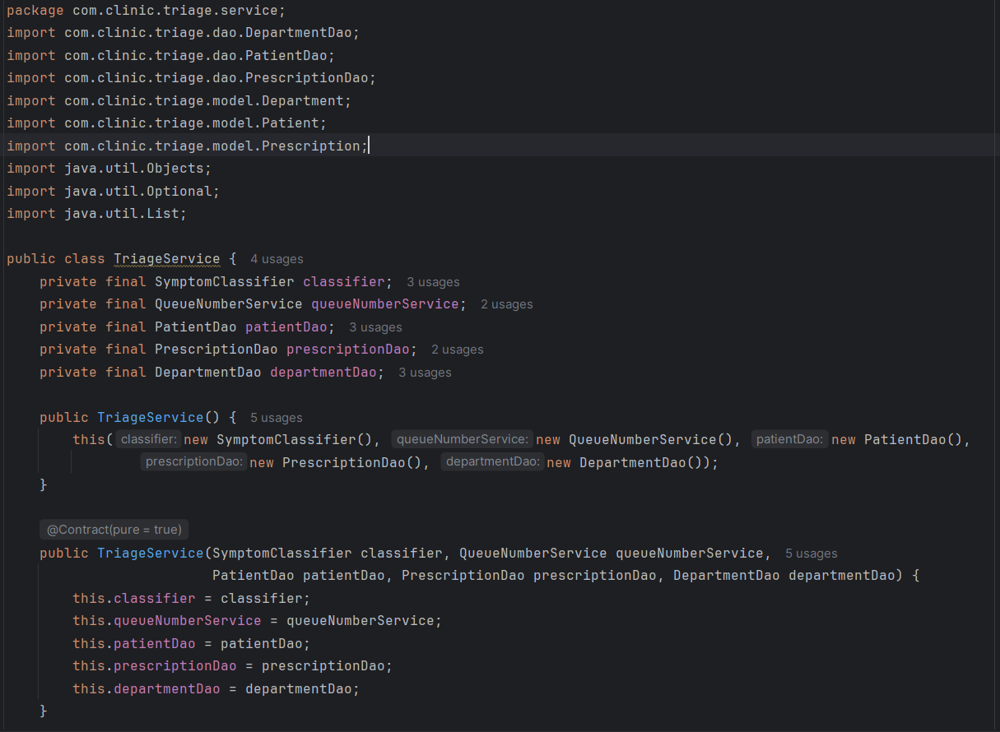 package com.clinic.triage.service;
import com.clinic.triage.dao.DepartmentDao;
import com.clinic.triage.dao.PatientDao;
import com.clinic.triage.dao.PrescriptionDao;
import com.clinic.triage.model.Department;
import com.clinic.triage.model.Patient;
import com.clinic.triage.model.Prescription;
import java.util.Objects;
import java.util.Optional;
import java.util.List;
public class TriageService { 4 usages
private final SymptomClassifier classifier; 3 usages
private final QueueNumberService queueNumberService; 2 usages
private final PatientDao patientDao; 3 usages
private final PrescriptionDao prescriptionDao; 2 usages
private final DepartmentDao departmentDao; 3 usages
public TriageService() { 5 usages
this( classifier: new SymptomClassifier(), queueNumberService: new QueueNumberService(), patientDao: new PatientDao(),
prescriptionDao: new PrescriptionDao(), departmentDao: new DepartmentDao());
}
@Contract(pure = true)
public TriageService(SymptomClassifier classifier, QueueNumberService queueNumberService, 5 usages
PatientDao patientDao, PrescriptionDao prescriptionDao, DepartmentDao departmentDao) {
this.classifier = classifier;
this.queueNumberService = queueNumberService;
this.patientDao = patientDao;
this.prescriptionDao = prescriptionDao;
this.departmentDao = departmentDao;
}